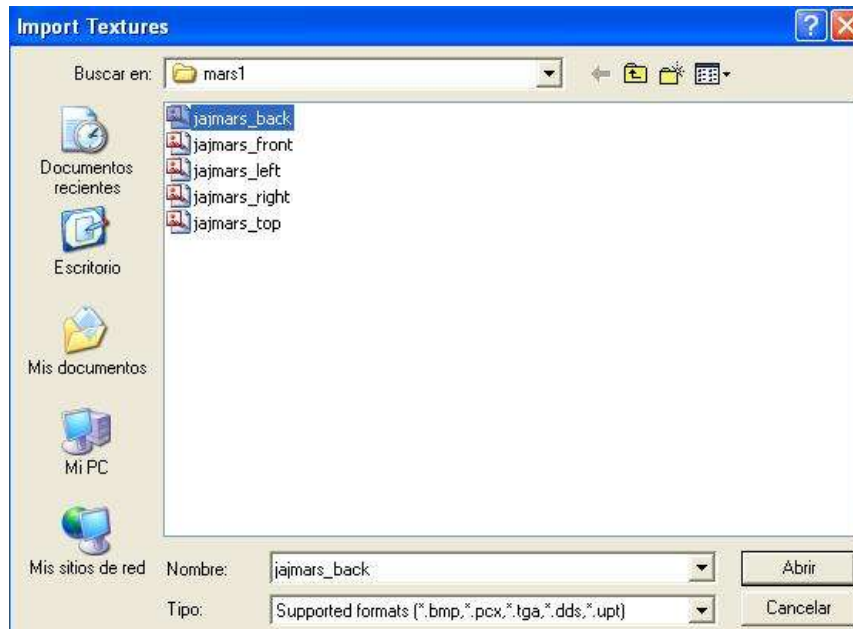 Import Textures
Buscar en: mars1
jajmars_back
jajmars_front
jajmars_left
jajmars_right
jajmars_top
Documentos
recientes
Escritorio
Mis documentos
Mi PC
Mis sitios de red
Nombre: jajmars_back Abrir
Tipo: Supported formats (*.bmp,*.pcx,*.tga,*.dds,*.upt) Cancelar